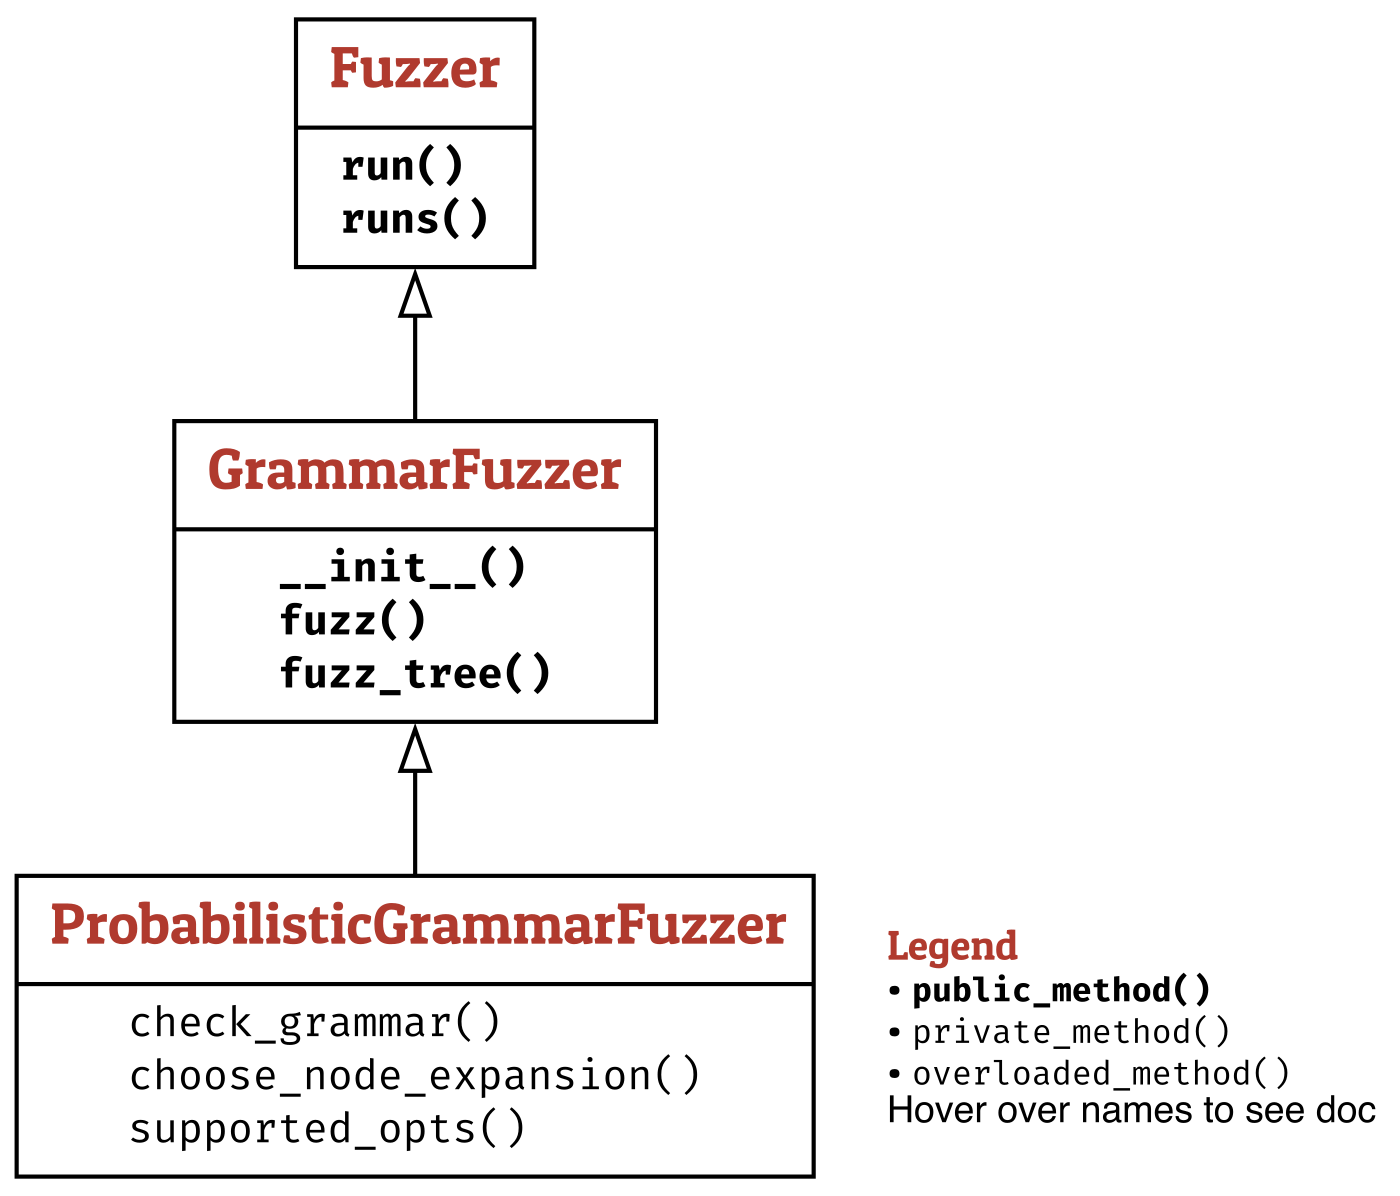 Fuzzer
run()
runs()
GrammarFuzzer
__init__()
fuzz()
fuzz_tree()
ProbabilisticGrammarFuzzer
check_grammar()
choose_node_expansion()
supported_opts()
Legend
• public_method()
• private_method()
• overloaded_method()
Hover over names to see doc